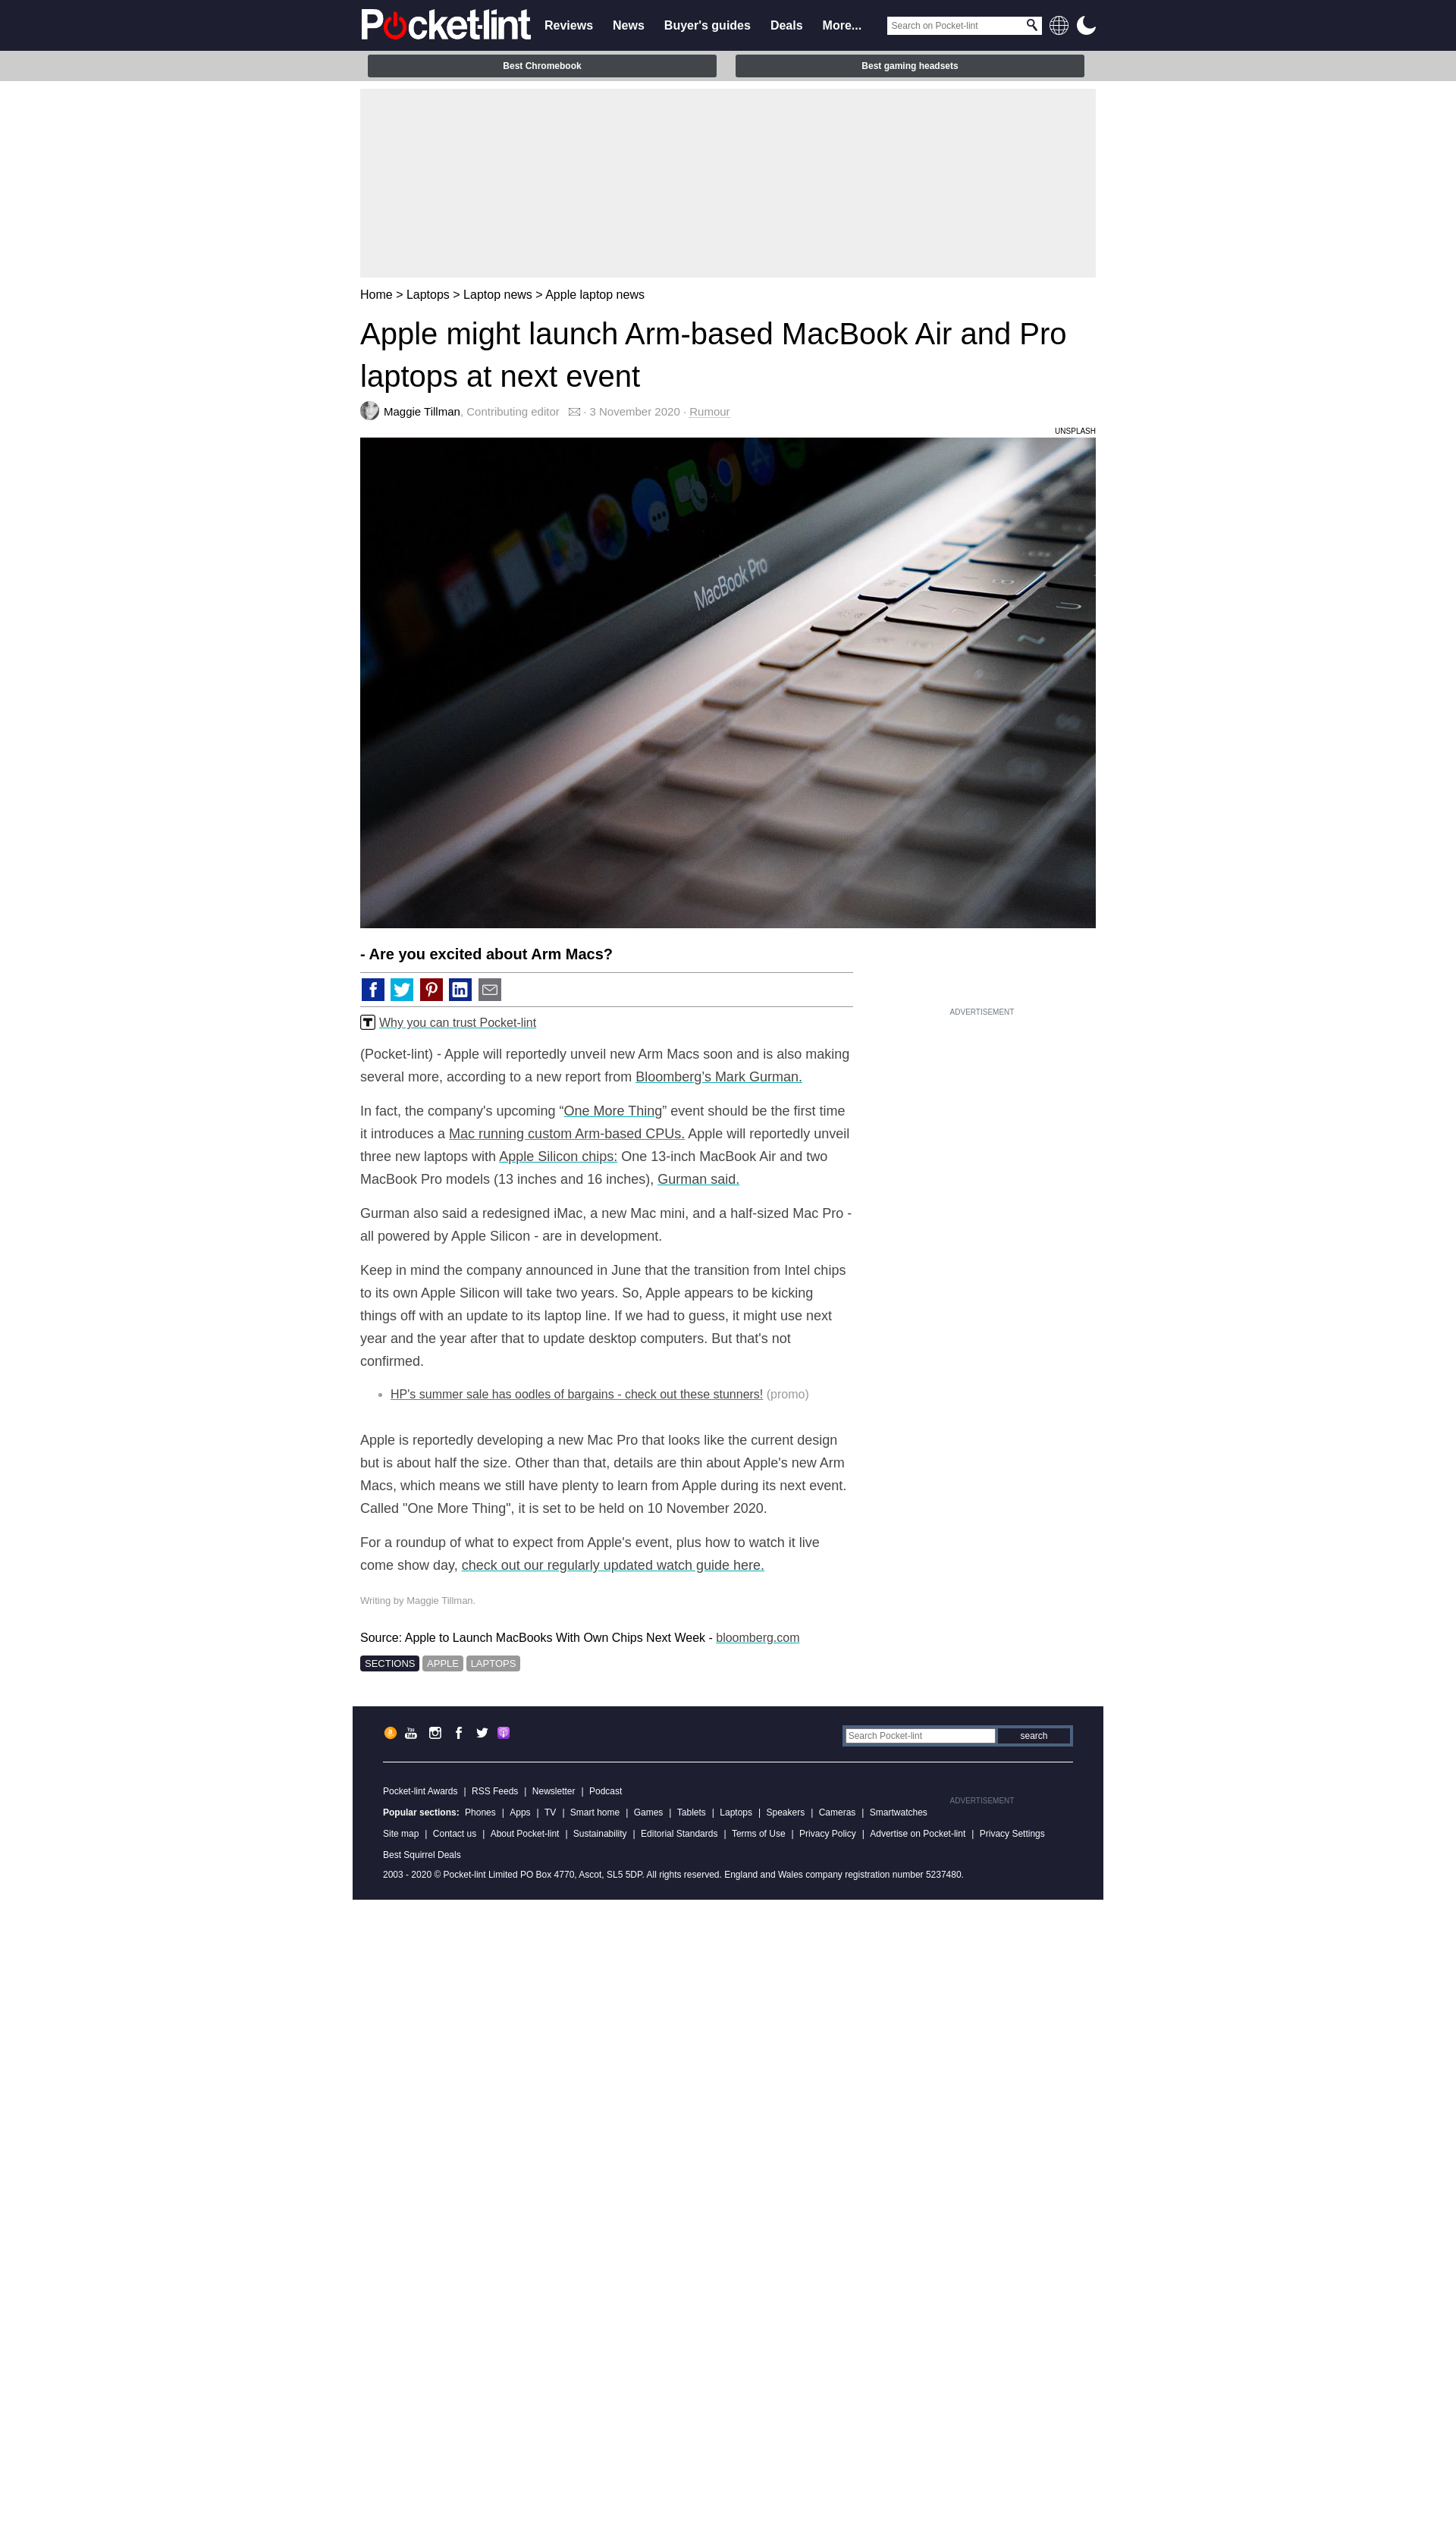 Pocket-lint Reviews News Buyer's guides Deals More... Search on Pocket-lint
Best Chromebook Best gaming headsets
Home > Laptops > Laptop news > Apple laptop news
Apple might launch Arm-based MacBook Air and Pro
laptops at next event
Maggie Tillman, Contributing editor · 3 November 2020 · Rumour
UNSPLASH
MacBook Pro
- Are you excited about Arm Macs?
ADVERTISEMENT
Why you can trust Pocket-lint
(Pocket-lint) - Apple will reportedly unveil new Arm Macs soon and is also making
several more, according to a new report from Bloomberg’s Mark Gurman.
In fact, the company's upcoming “One More Thing” event should be the first time
it introduces a Mac running custom Arm-based CPUs. Apple will reportedly unveil
three new laptops with Apple Silicon chips: One 13-inch MacBook Air and two
MacBook Pro models (13 inches and 16 inches), Gurman said.
Gurman also said a redesigned iMac, a new Mac mini, and a half-sized Mac Pro -
all powered by Apple Silicon - are in development.
Keep in mind the company announced in June that the transition from Intel chips
to its own Apple Silicon will take two years. So, Apple appears to be kicking
things off with an update to its laptop line. If we had to guess, it might use next
year and the year after that to update desktop computers. But that's not
confirmed.
• HP's summer sale has oodles of bargains - check out these stunners! (promo)
Apple is reportedly developing a new Mac Pro that looks like the current design
but is about half the size. Other than that, details are thin about Apple’s new Arm
Macs, which means we still have plenty to learn from Apple during its next event.
Called "One More Thing", it is set to be held on 10 November 2020.
For a roundup of what to expect from Apple's event, plus how to watch it live
come show day, check out our regularly updated watch guide here.
Writing by Maggie Tillman.
Source: Apple to Launch MacBooks With Own Chips Next Week - bloomberg.com
SECTIONS APPLE LAPTOPS
Search Pocket-lint search
Pocket-lint Awards | RSS Feeds | Newsletter | Podcast
ADVERTISEMENT
Popular sections: Phones | Apps | TV | Smart home | Games | Tablets | Laptops | Speakers | Cameras | Smartwatches
Site map | Contact us | About Pocket-lint | Sustainability | Editorial Standards | Terms of Use | Privacy Policy | Advertise on Pocket-lint | Privacy Settings
Best Squirrel Deals
2003 - 2020 © Pocket-lint Limited PO Box 4770, Ascot, SL5 5DP. All rights reserved. England and Wales company registration number 5237480.